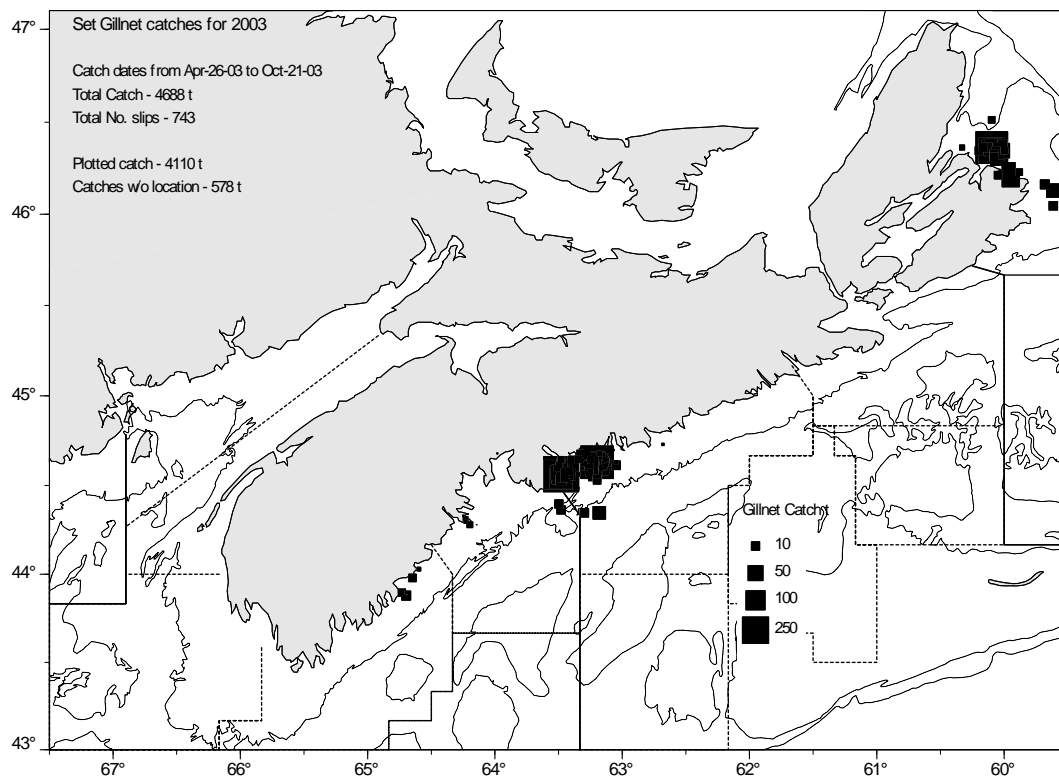 Set Gillnet catches for 2003
Catch dates from Apr-26-03 to Oct-21-03
Total Catch - 4688 t
Total No. slips - 743
Plotted catch - 4110 t
Catches w/o location - 578 t
47°
46°
45°
44°
43°
Gillnet Catch t
10
50
100
250
67° 66° 65° 64° 63° 62° 61° 60°